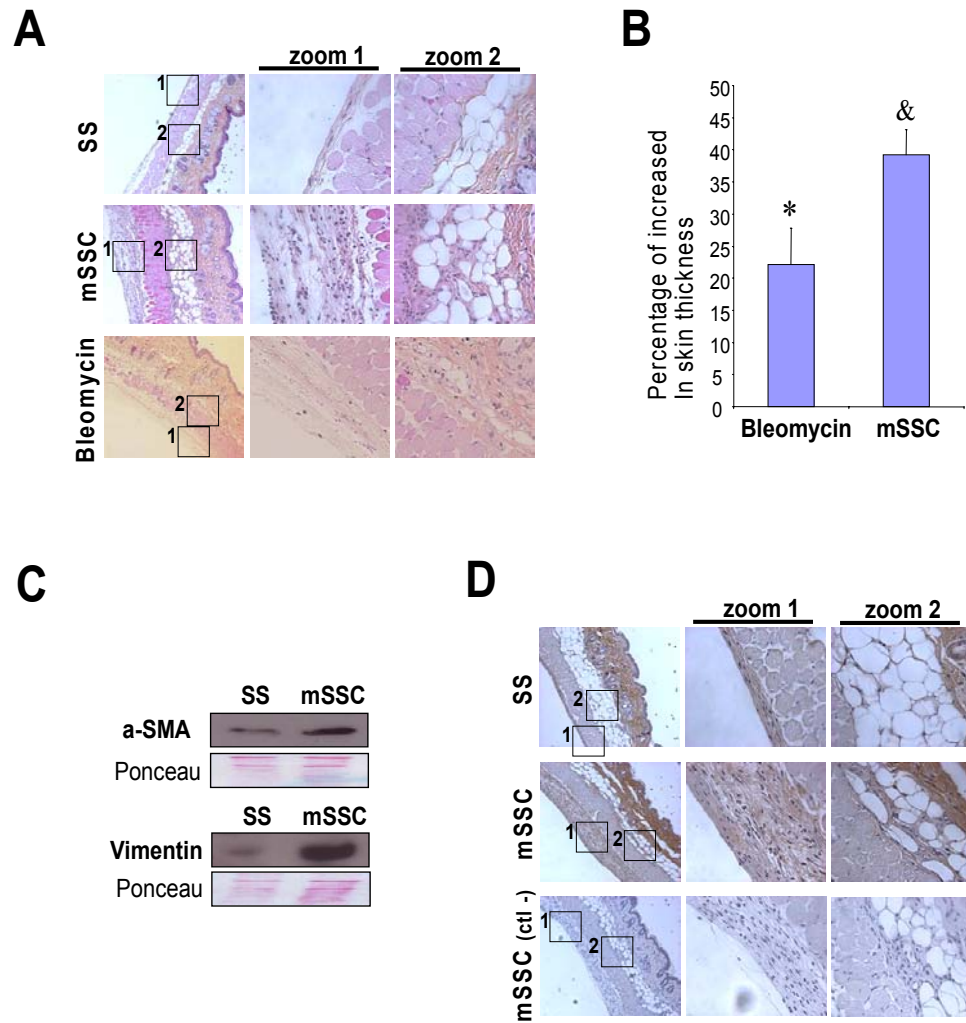 A
zoom 1 zoom 2
SS
1
2
mSSC
1 2
Bleomycin
2
1
B
Percentage of increased
In skin thickness
50
45
40
35
30
25
20
15
10
5
0
*
&
Bleomycin mSSC
C
SS mSSC
a-SMA
Ponceau
SS mSSC
Vimentin
Ponceau
D
zoom 1 zoom 2
SS
2
1
mSSC
1
2
mSSC (ctl -)
1
2